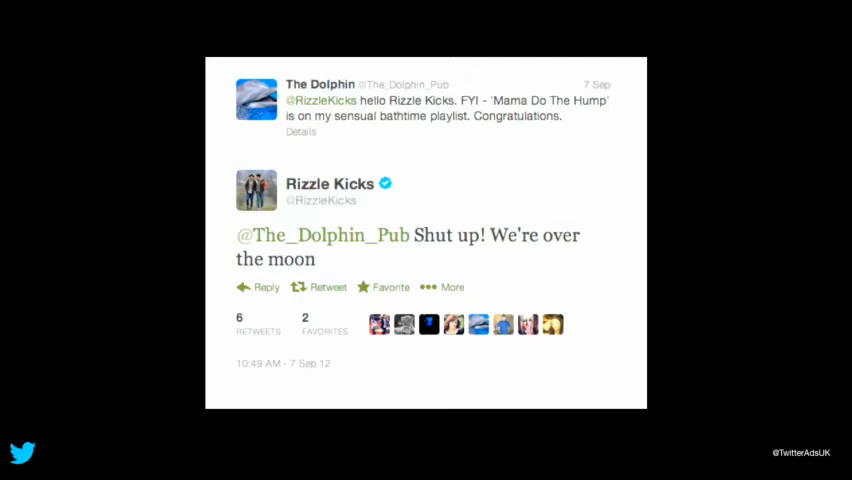 The Dolphin @The_Dolphin_Pub 7 Sep
@RizzleKicks hello Rizzle Kicks. FYI - 'Mama Do The Hump'
is on my sensual bathtime playlist. Congratulations.
Details
Rizzle Kicks
@RizzleKicks
@The_Dolphin_Pub Shut up! We're over
the moon
Reply Retweet Favorite More
6 2
RETWEETS FAVORITES
10:49 AM - 7 Sep 12
@TwitterAdsUK